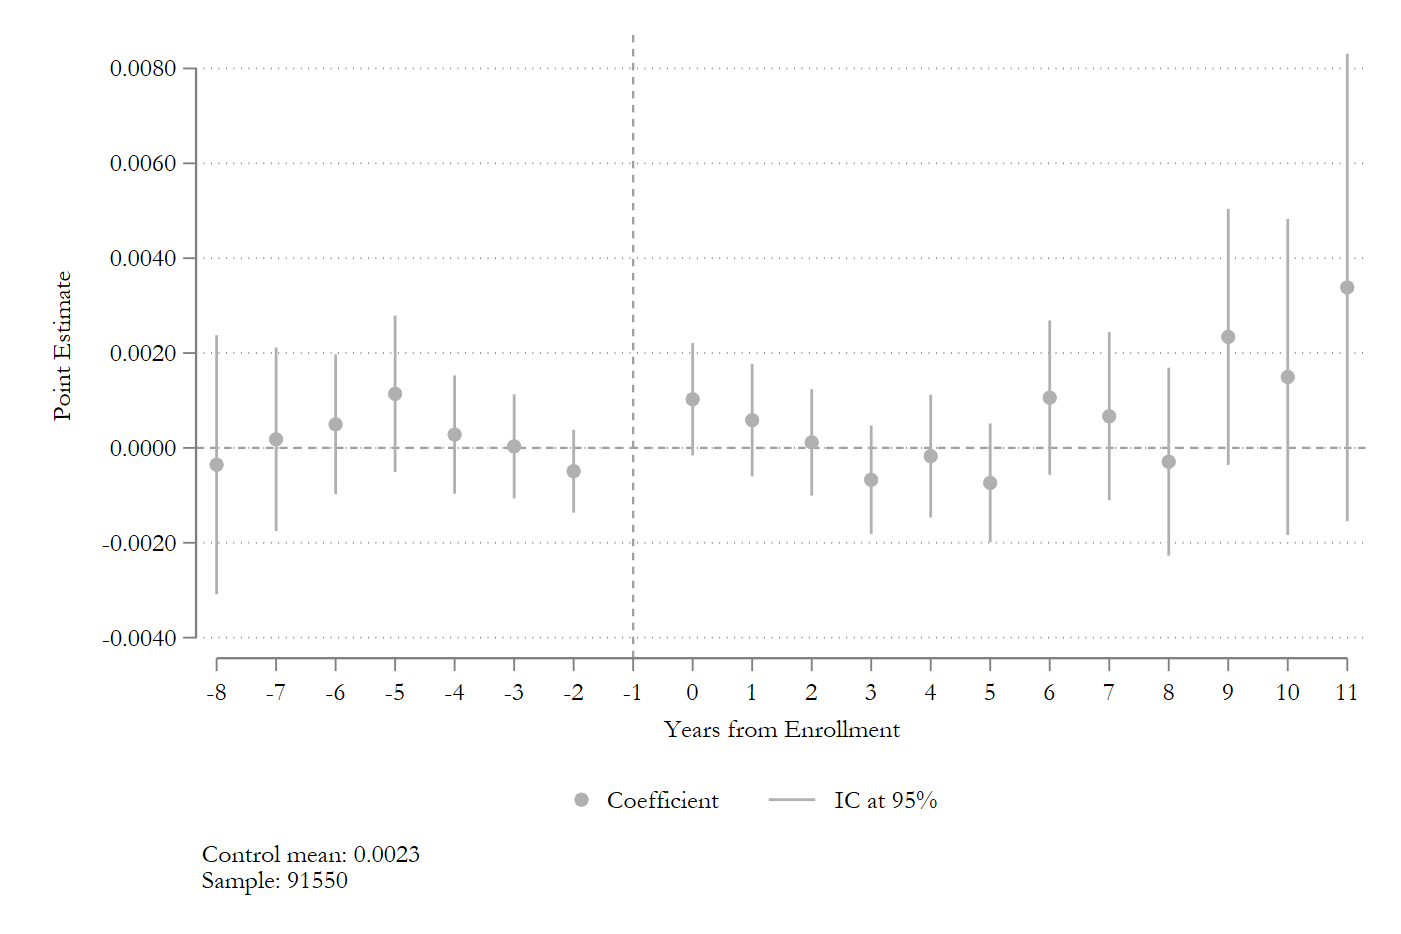 0.0080
0.0060
0.0040
0.0020
0.0000
-0.0020
-0.0040
Point Estimate
-8 -7 -6 -5 -4 -3 -2 -1 0 1 2 3 4 5 6 7 8 9 10 11
Years from Enrollment
Coefficient IC at 95%
Control mean: 0.0023
Sample: 91550